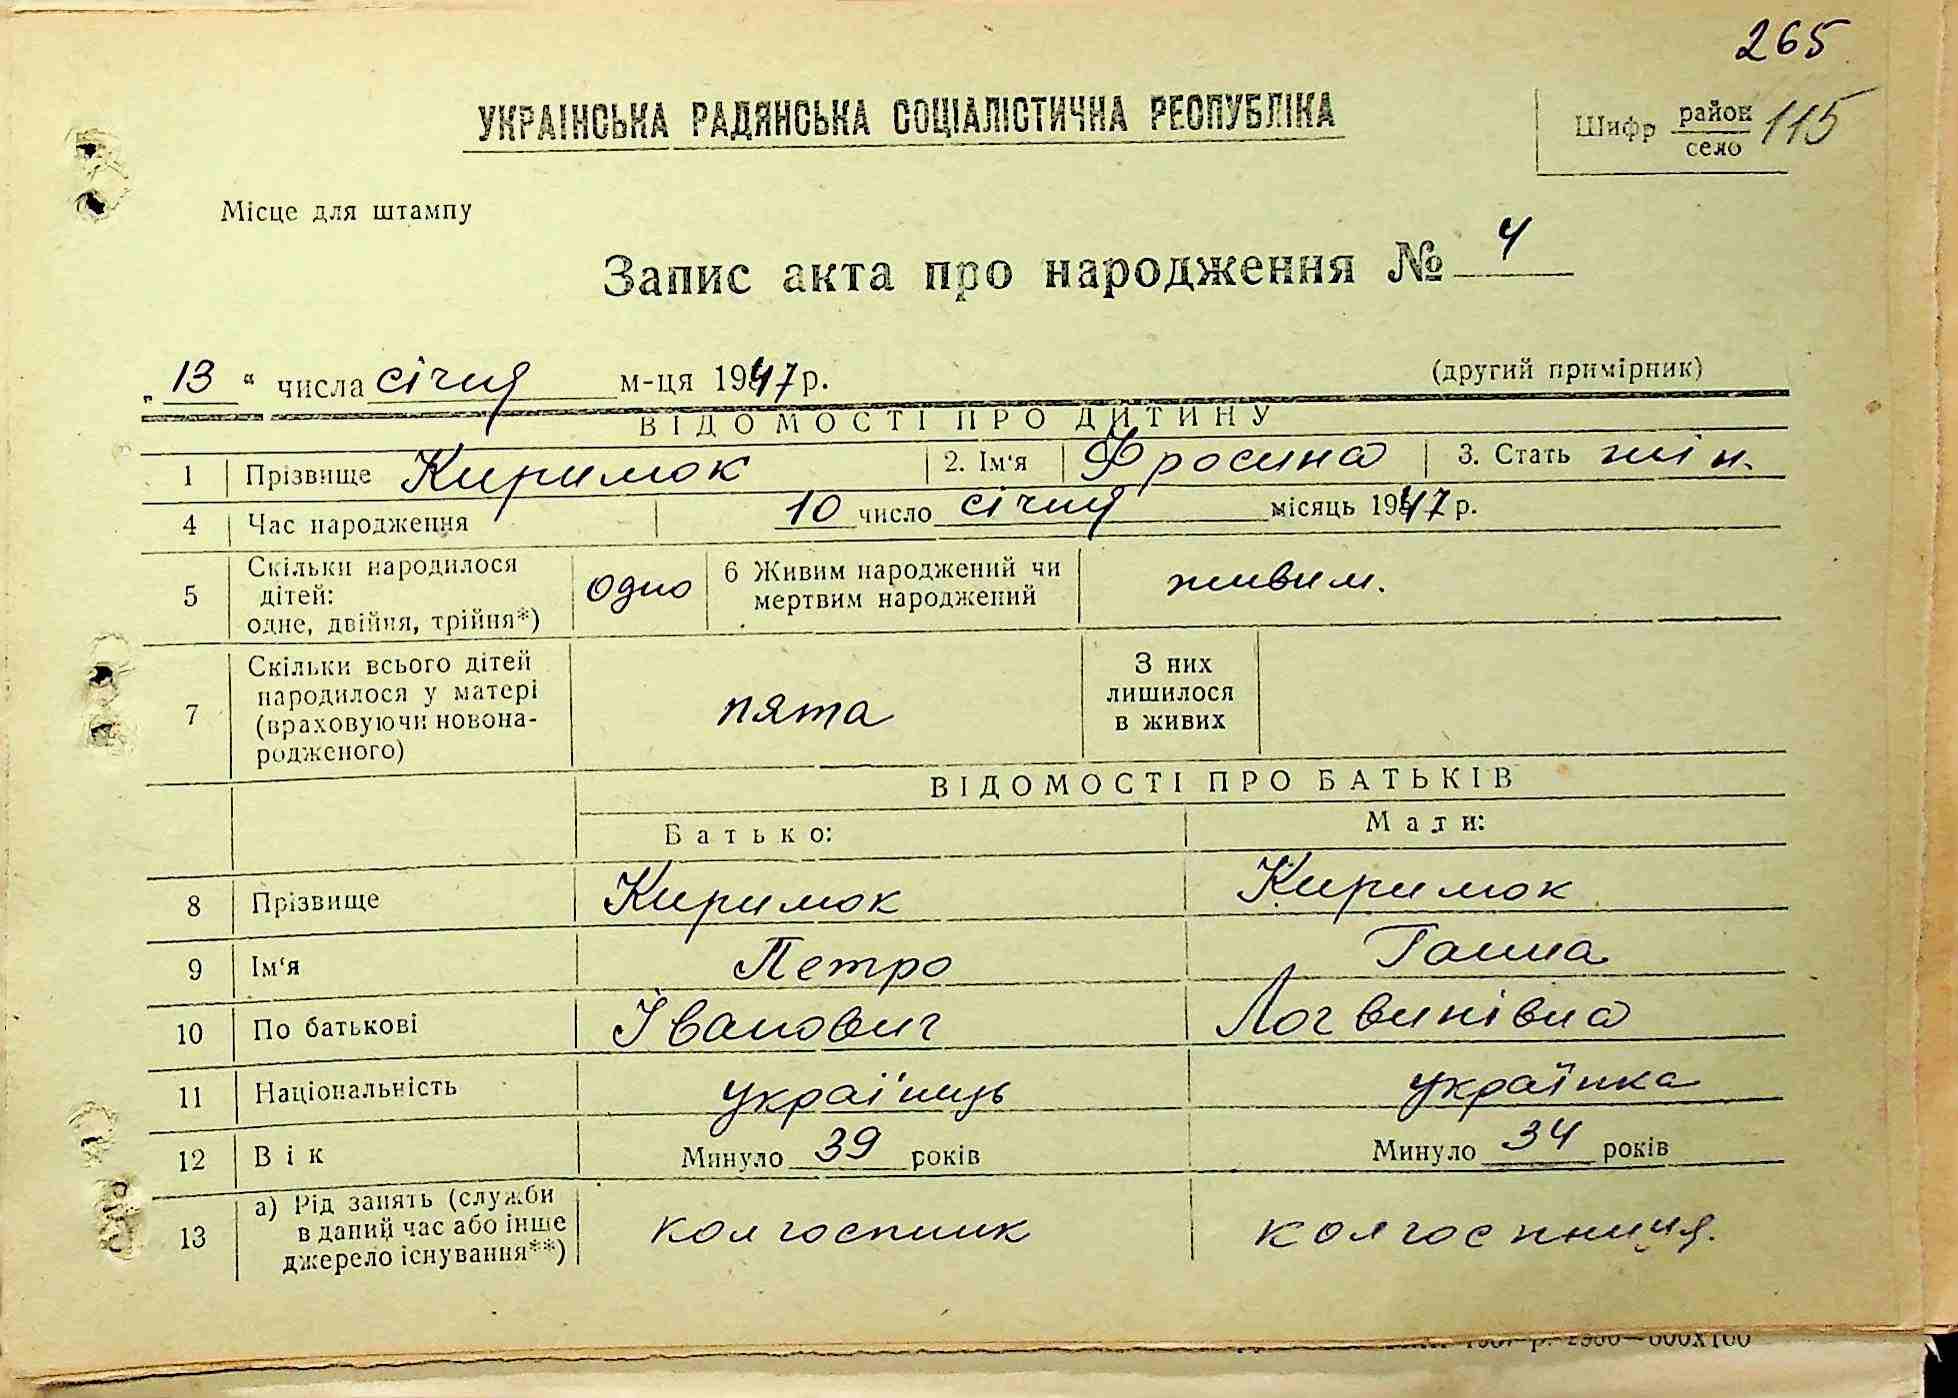 265
УКРАЇНСЬКА РАДЯНСЬКА СОЦІАЛІСТИЧНА РЕСПУБЛІКА
Шифр район село 115
Місце для штампу
Запис акта про народження № 4
„13“ числа січня м-ця 1947 р. (другий примірник)
ВІДОМОСТІ ПРО ДИТИНУ
1 Прізвище Киримок 2. Ім‘я Фросина 3. Стать жін.
4 Час народження 10 число січня місяць 1947 р.
5 Скільки народилося дітей: одне, двійня, трійня*) одно 6 Живим народжений чи мертвим народжений живим.
7 Скільки всього дітей народилося у матері (враховуючи новонародженого) пята З них лишилося в живих
ВІДОМОСТІ ПРО БАТЬКІВ
Батько: Мати:
8 Прізвище Киримок Киримок
9 Ім‘я Петро Ганна
10 По батькові Іванович Логвинівна
11 Національність українець українка
12 Вік Минуло 39 років Минуло 34 років
13 а) Рід занять (служби в даний час або інше джерело існування**) колгоспник колгоспниця.